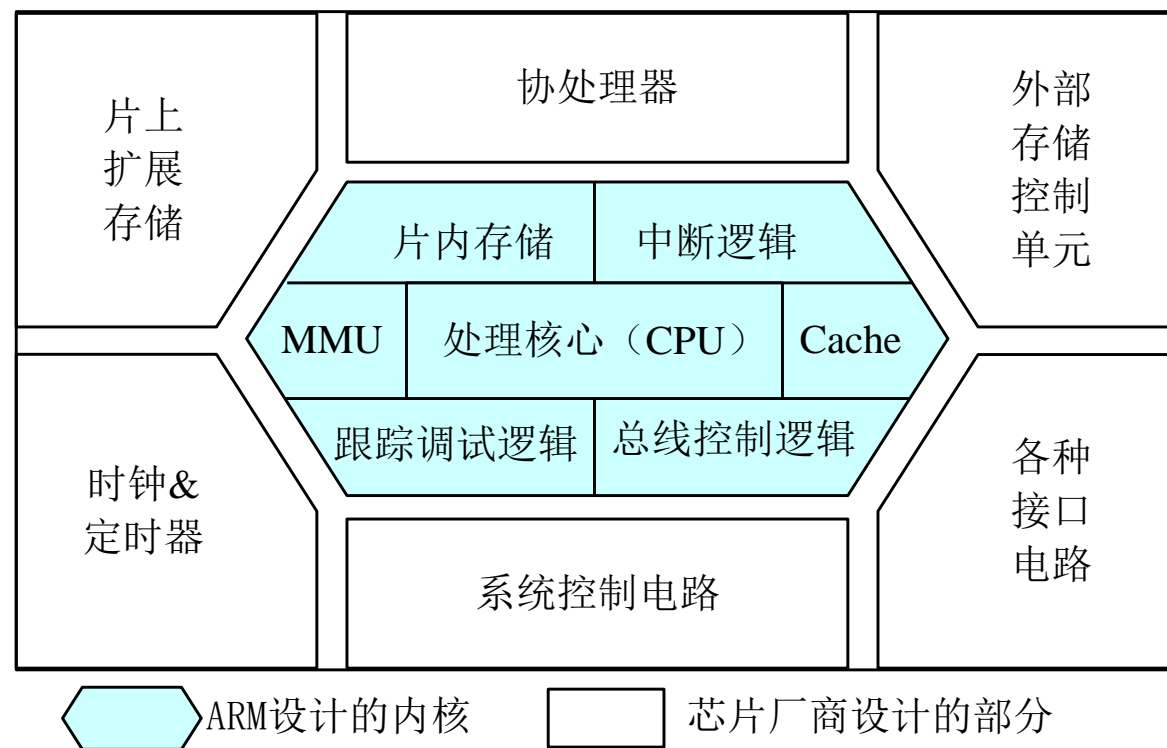 片上
扩展
存储
协处理器
外部
存储
控制
单元
片内存储
中断逻辑
MMU
处理核心（CPU）
Cache
跟踪调试逻辑
总线控制逻辑
时钟&
定时器
系统控制电路
各种
接口
电路
ARM设计的内核
芯片厂商设计的部分